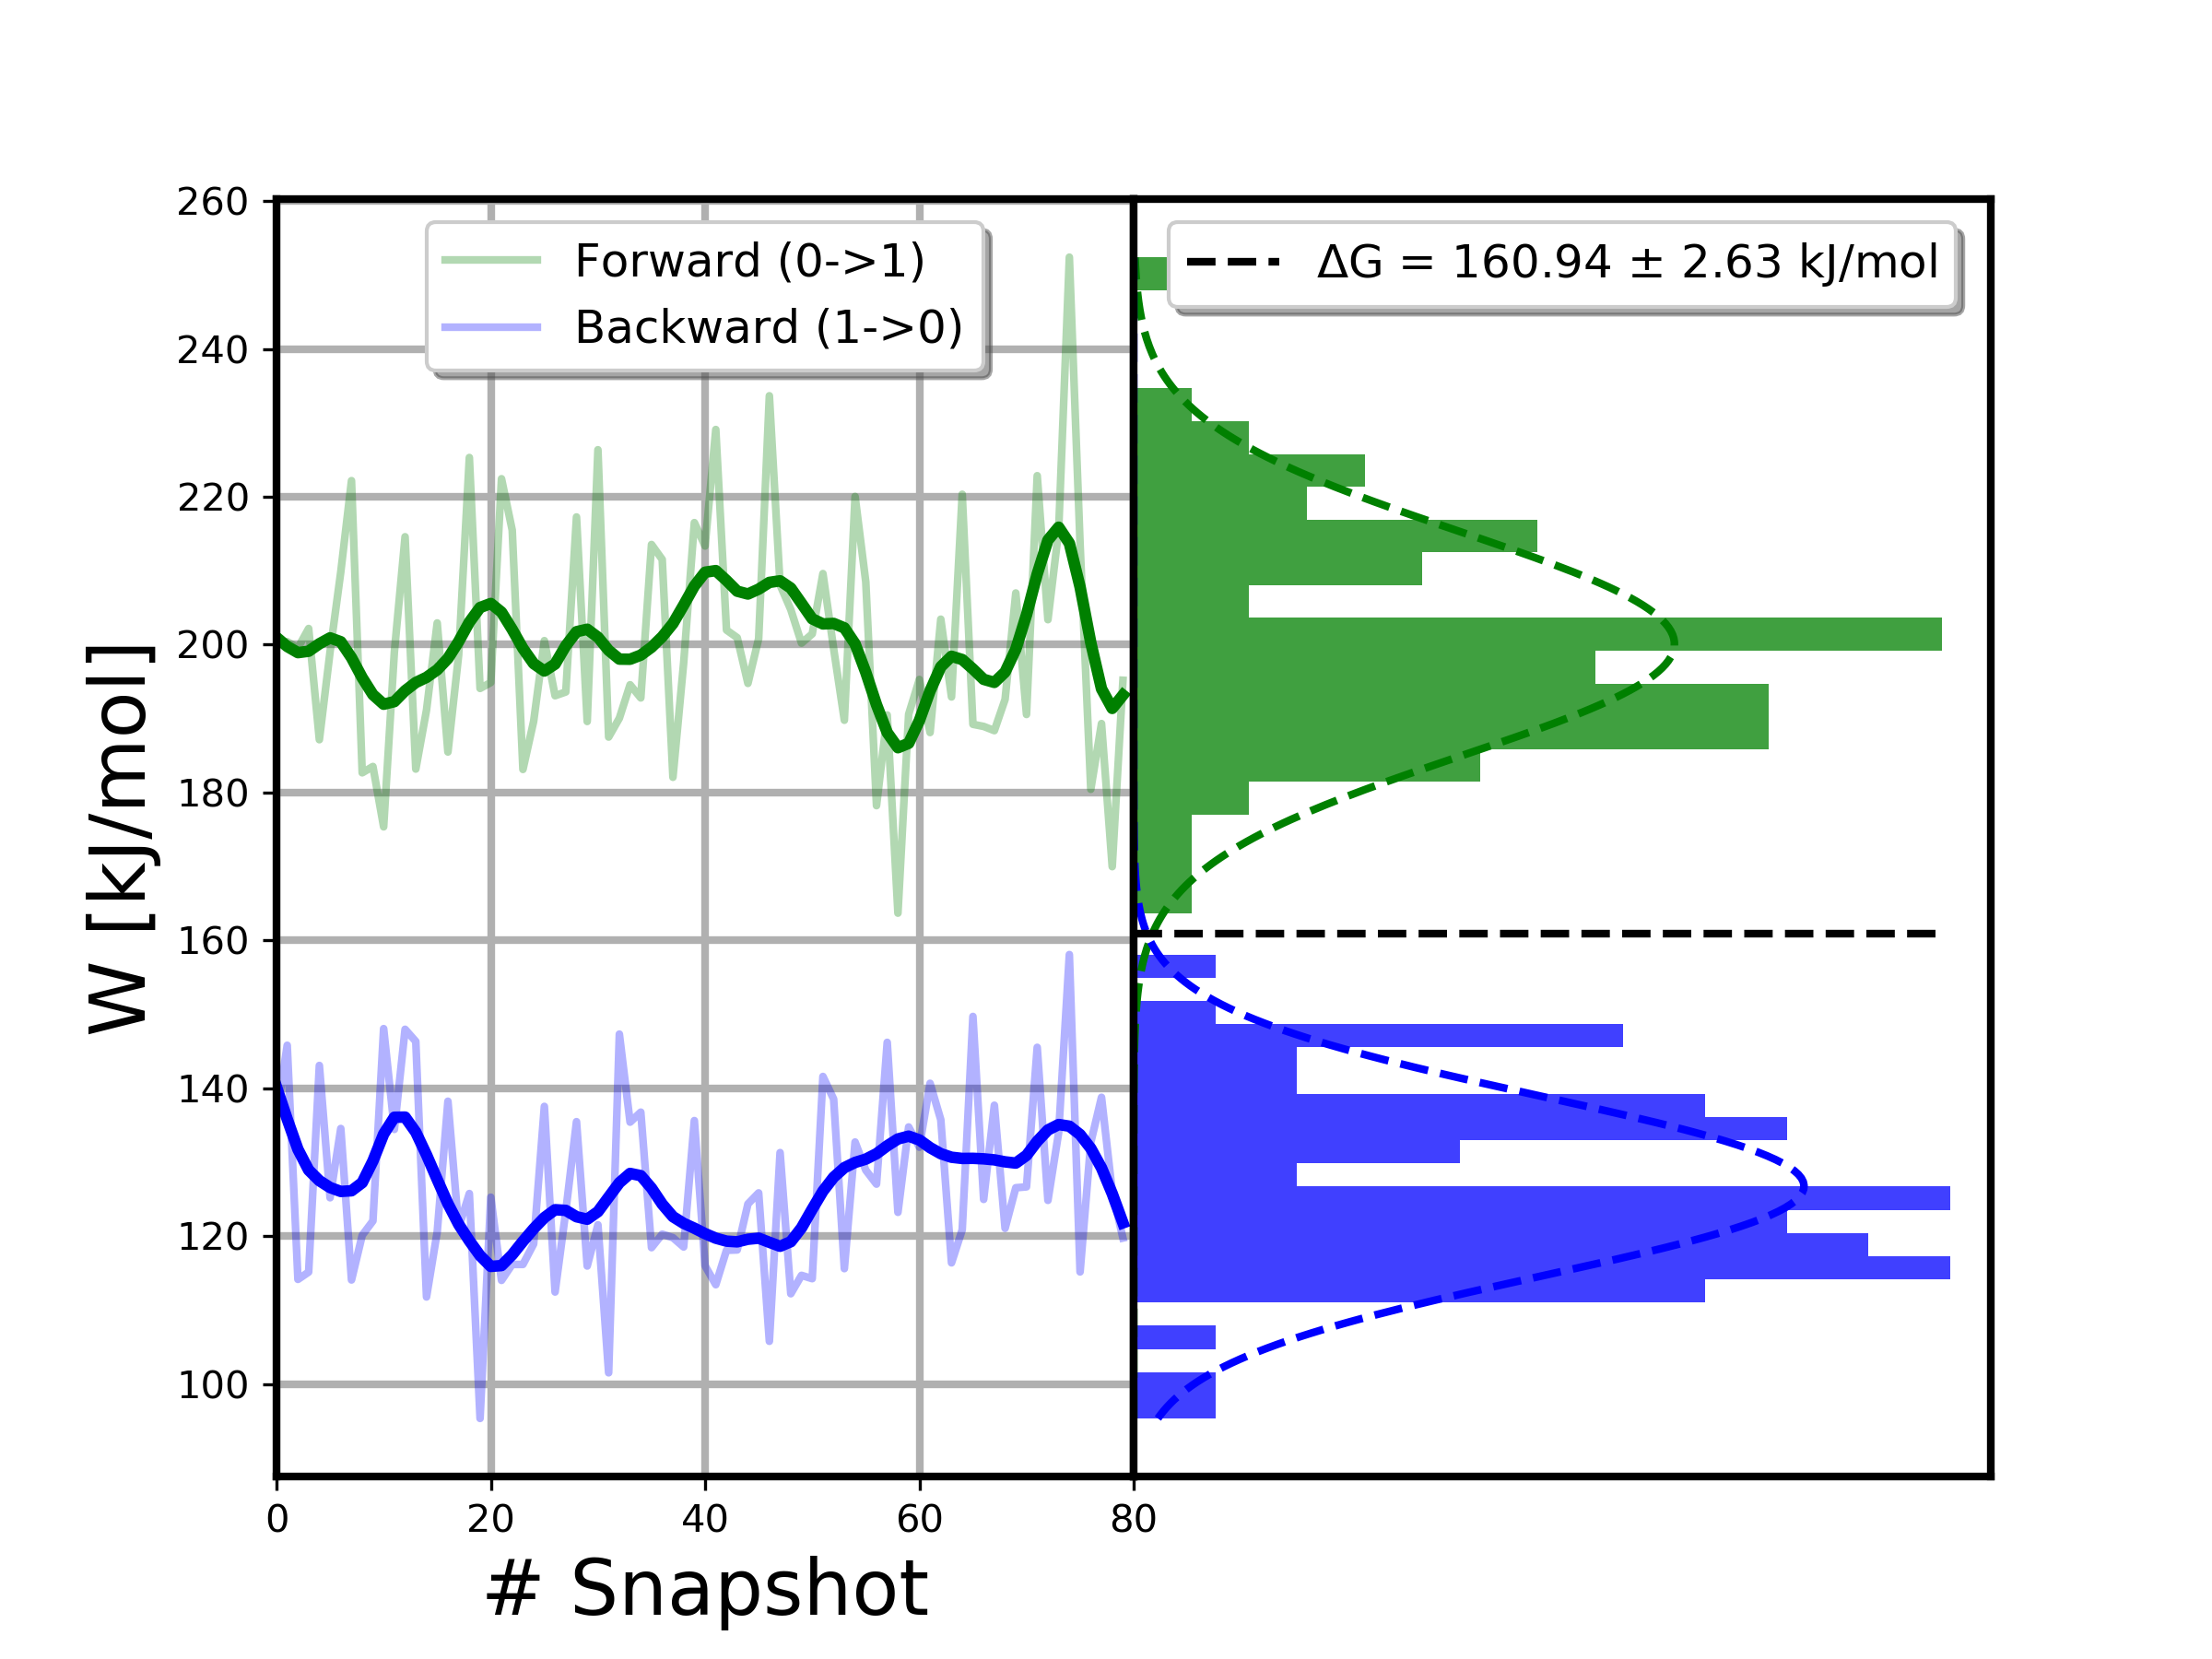 Forward (0->1)
Backward (1->0)
ΔG = 160.94 ± 2.63 kJ/mol
W [kJ/mol]
260
240
220
200
180
160
140
120
100
0 20 40 60 80
# Snapshot